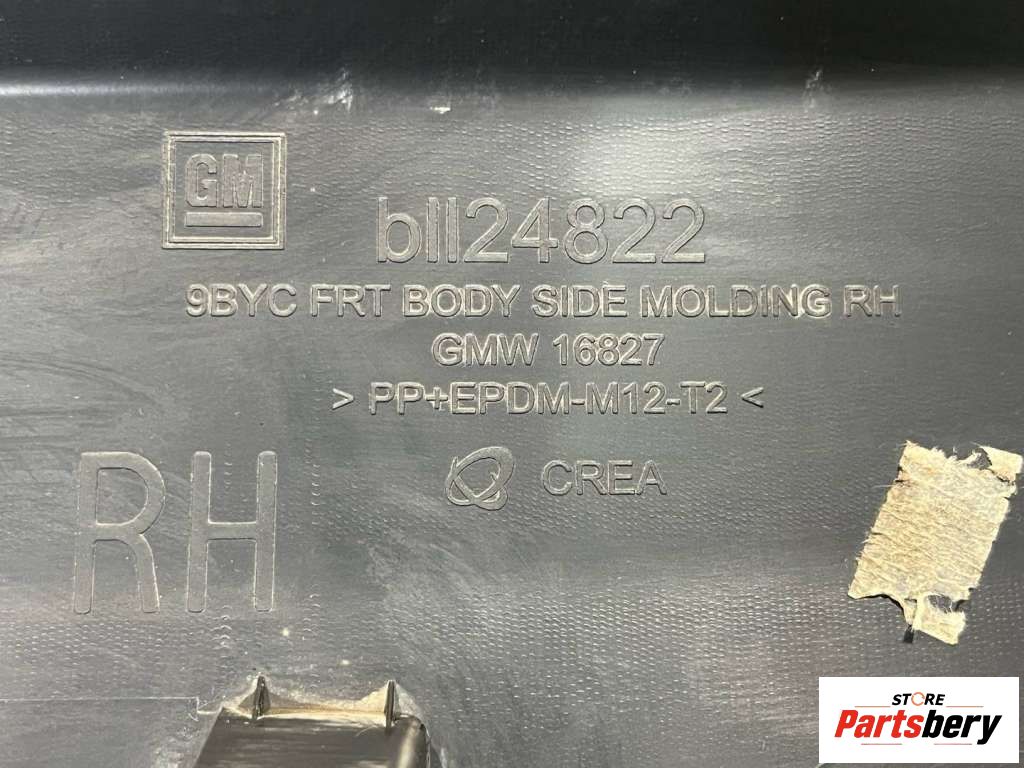 GM
bll24822
9BYC FRT BODY SIDE MOLDING RH
GMW 16827
> PP+EPDM-M12-T2 <
CREA
RH
STORE
Partsbery